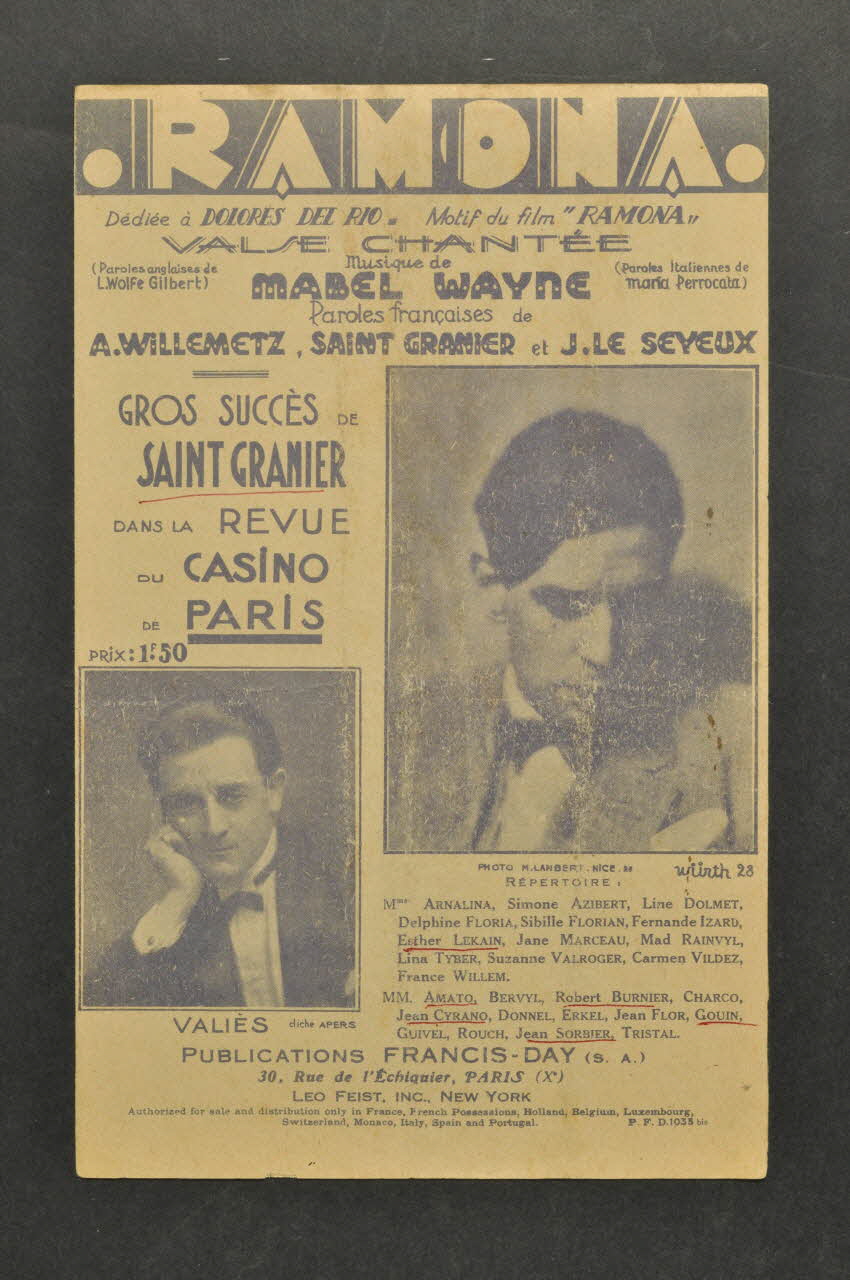 .RAMONA.
Dédiée à DOLORES DEL RIO. Motif du film "RAMONA"
VALSE CHANTÉE
(Paroles anglaises de
L.Wolfe Gilbert)
Musique de
MABEL WAYNE
(Paroles Italiennes de
maria Perrocata)
Paroles françaises de
A.WILLEMETZ, SAINT GRANIER et J.LE SEYEUX
GROS SUCCÈS DE
SAINT GRANIER
DANS LA REVUE
DU CASINO
DE PARIS
PRIX: 1F.50
PHOTO M.LANBERT. NICE. 28
würth 28
VALIÈS cliche APERS
RÉPERTOIRE :
Mmes ARNALINA, Simone AZIBERT, Line DOLMET,
Delphine FLORIA, Sibille FLORIAN, Fernande IZARD,
Esther LEKAIN, Jane MARCEAU, Mad RAINVYL,
Lina TYBER, Suzanne VALROGER, Carmen VILDEZ,
France WILLEM.
MM. AMATO, BERVYL, Robert BURNIER, CHARCO,
Jean CYRANO, DONNEL, ERKEL, Jean FLOR, GOUIN,
GUIVEL, ROUCH, Jean SORBIER, TRISTAL.
PUBLICATIONS FRANCIS-DAY (S. A.)
30, Rue de l'Échiquier, PARIS (Xe)
LEO FEIST, INC., NEW YORK
Authorized for sale and distribution only in France, French Possessions, Holland, Belgium, Luxembourg,
Switzerland, Monaco, Italy, Spain and Portugal. P. F. D.1035 bis